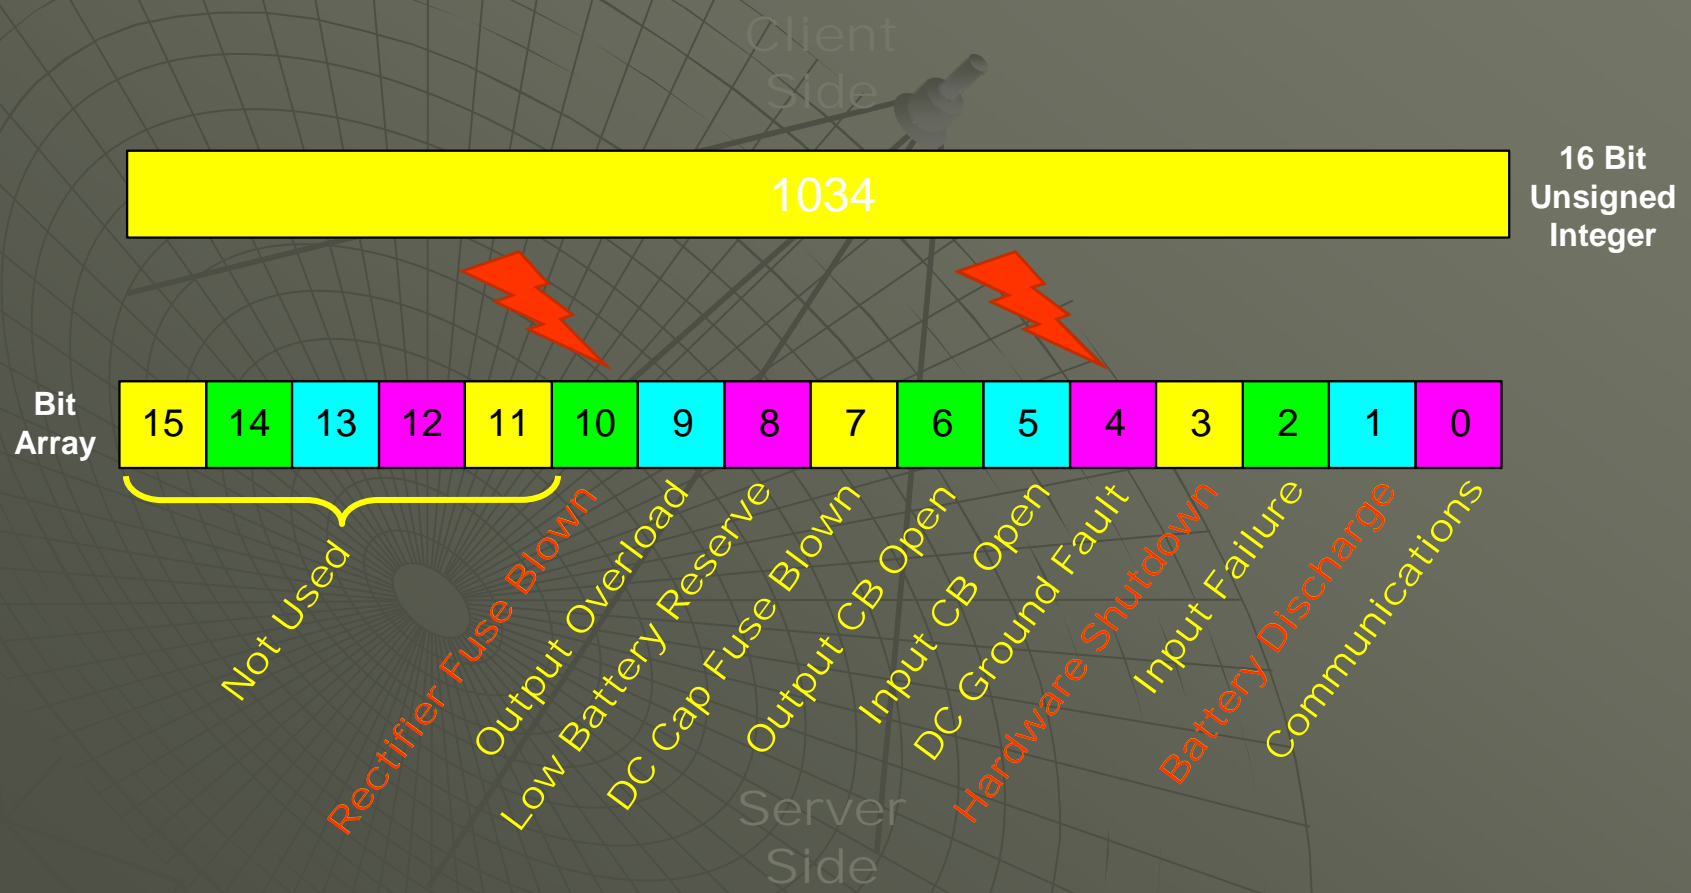 Client
Side
1034
16 Bit
Unsigned
Integer
Bit
Array
15 14 13 12 11 10 9 8 7 6 5 4 3 2 1 0
Not Used
Rectifier Fuse Blown
Output Overload
Low Battery Reserve
DC Cap Fuse Blown
Output CB Open
Input CB Open
DC Ground Fault
Hardware Shutdown
Input Failure
Battery Discharge
Communications
Server
Side